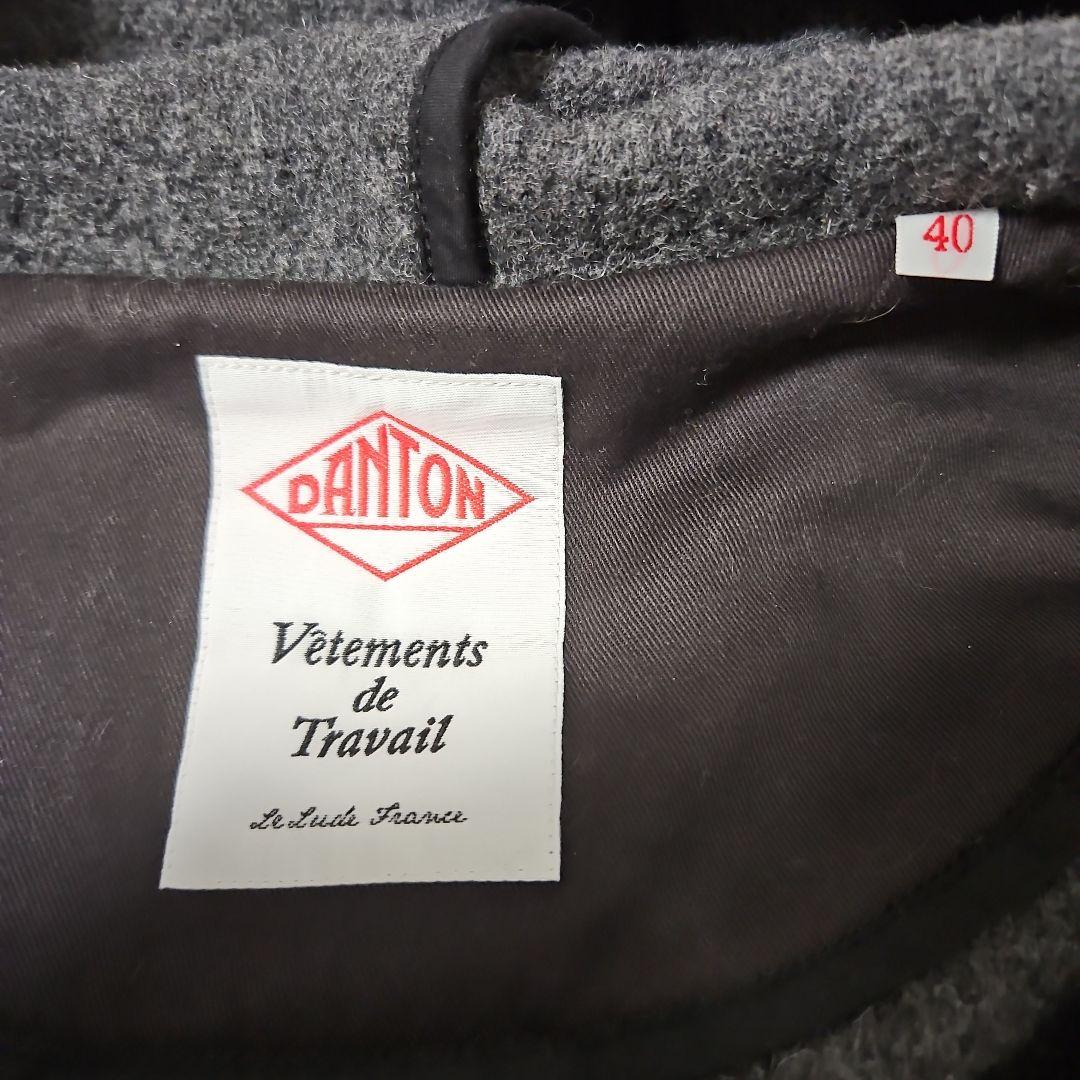 40
DANTON
Vêtements
de
Travail
Le Lude France